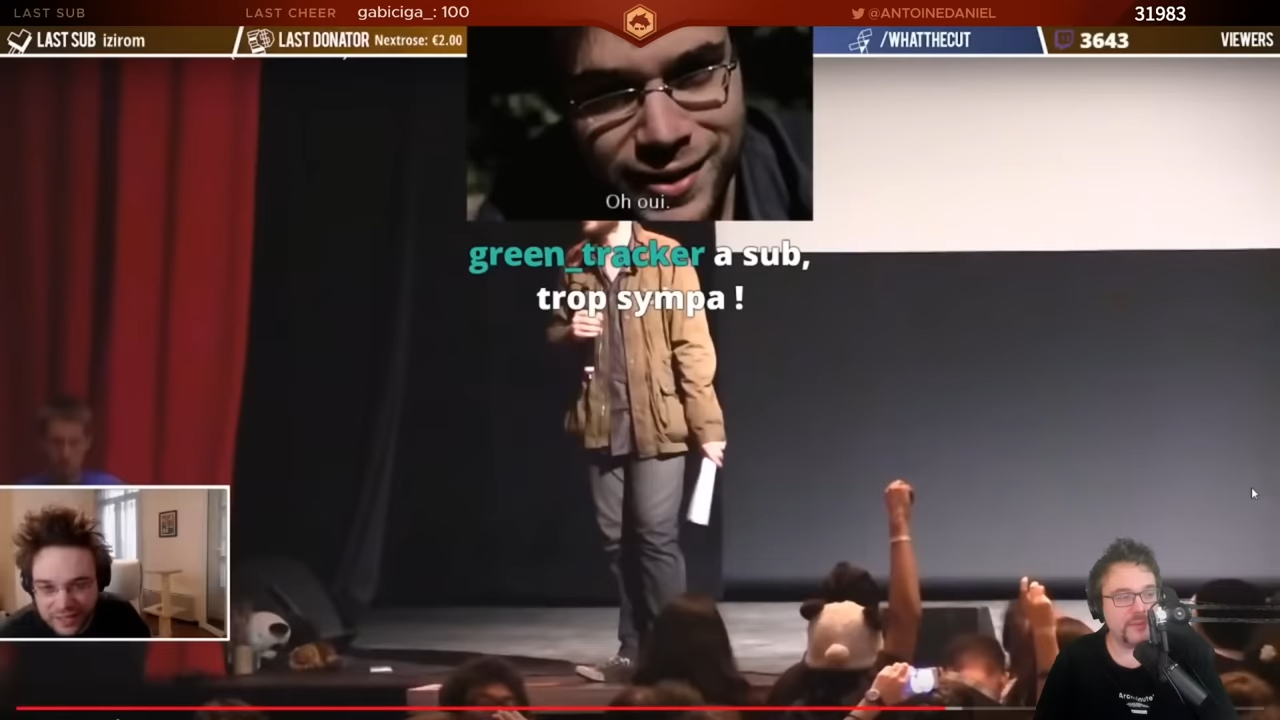 LAST SUB
LAST CHEER gabiciga_: 100
@ANTOINEDANIEL
31983
LAST SUB izirom
LAST DONATOR Nextrose: €2.00
/WHATTHECUT
3643
VIEWERS
Oh oui.
green_tracker a sub,
trop sympa !